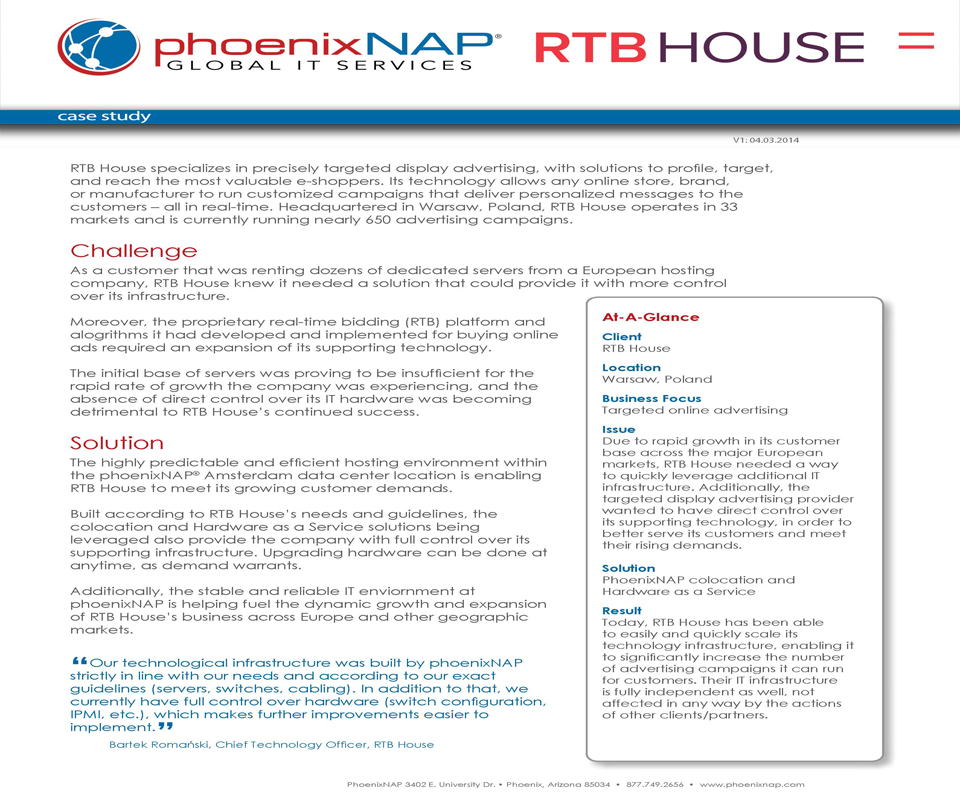 phoenixNAP®
GLOBAL IT SERVICES
RTB HOUSE
case study
V1: 04.03.2014
RTB House specializes in precisely targeted display advertising, with solutions to profile, target,
and reach the most valuable e-shoppers. Its technology allows any online store, brand,
or manufacturer to run customized campaigns that deliver personalized messages to the
customers – all in real-time. Headquartered in Warsaw, Poland, RTB House operates in 33
markets and is currently running nearly 650 advertising campaigns.
Challenge
As a customer that was renting dozens of dedicated servers from a European hosting
company, RTB House knew it needed a solution that could provide it with more control
over its infrastructure.
Moreover, the proprietary real-time bidding (RTB) platform and
alogrithms it had developed and implemented for buying online
ads required an expansion of its supporting technology.
The initial base of servers was proving to be insufficient for the
rapid rate of growth the company was experiencing, and the
absence of direct control over its IT hardware was becoming
detrimental to RTB House's continued success.
Solution
The highly predictable and efficient hosting environment within
the phoenixNAP® Amsterdam data center location is enabling
RTB House to meet its growing customer demands.
Built according to RTB House's needs and guidelines, the
colocation and Hardware as a Service solutions being
leveraged also provide the company with full control over its
supporting infrastructure. Upgrading hardware can be done at
anytime, as demand warrants.
Additionally, the stable and reliable IT enviornment at
phoenixNAP is helping fuel the dynamic growth and expansion
of RTB House's business across Europe and other geographic
markets.
“Our technological infrastructure was built by phoenixNAP
strictly in line with our needs and according to our exact
guidelines (servers, switches, cabling). In addition to that, we
currently have full control over hardware (switch configuration,
IPMI, etc.), which makes further improvements easier to
implement.”
Bartek Romański, Chief Technology Officer, RTB House
At-A-Glance
Client
RTB House
Location
Warsaw, Poland
Business Focus
Targeted online advertising
Issue
Due to rapid growth in its customer
base across the major European
markets, RTB House needed a way
to quickly leverage additional IT
infrastructure. Additionally, the
targeted display advertising provider
wanted to have direct control over
its supporting technology, in order to
better serve its customers and meet
their rising demands.
Solution
PhoenixNAP colocation and
Hardware as a Service
Result
Today, RTB House has been able
to easily and quickly scale its
technology infrastructure, enabling it
to significantly increase the number
of advertising campaigns it can run
for customers. Their IT infrastructure
is fully independent as well, not
affected in any way by the actions
of other clients/partners.
PhoenixNAP 3402 E. University Dr. • Phoenix, Arizona 85034 • 877.749.2656 • www.phoenixnap.com